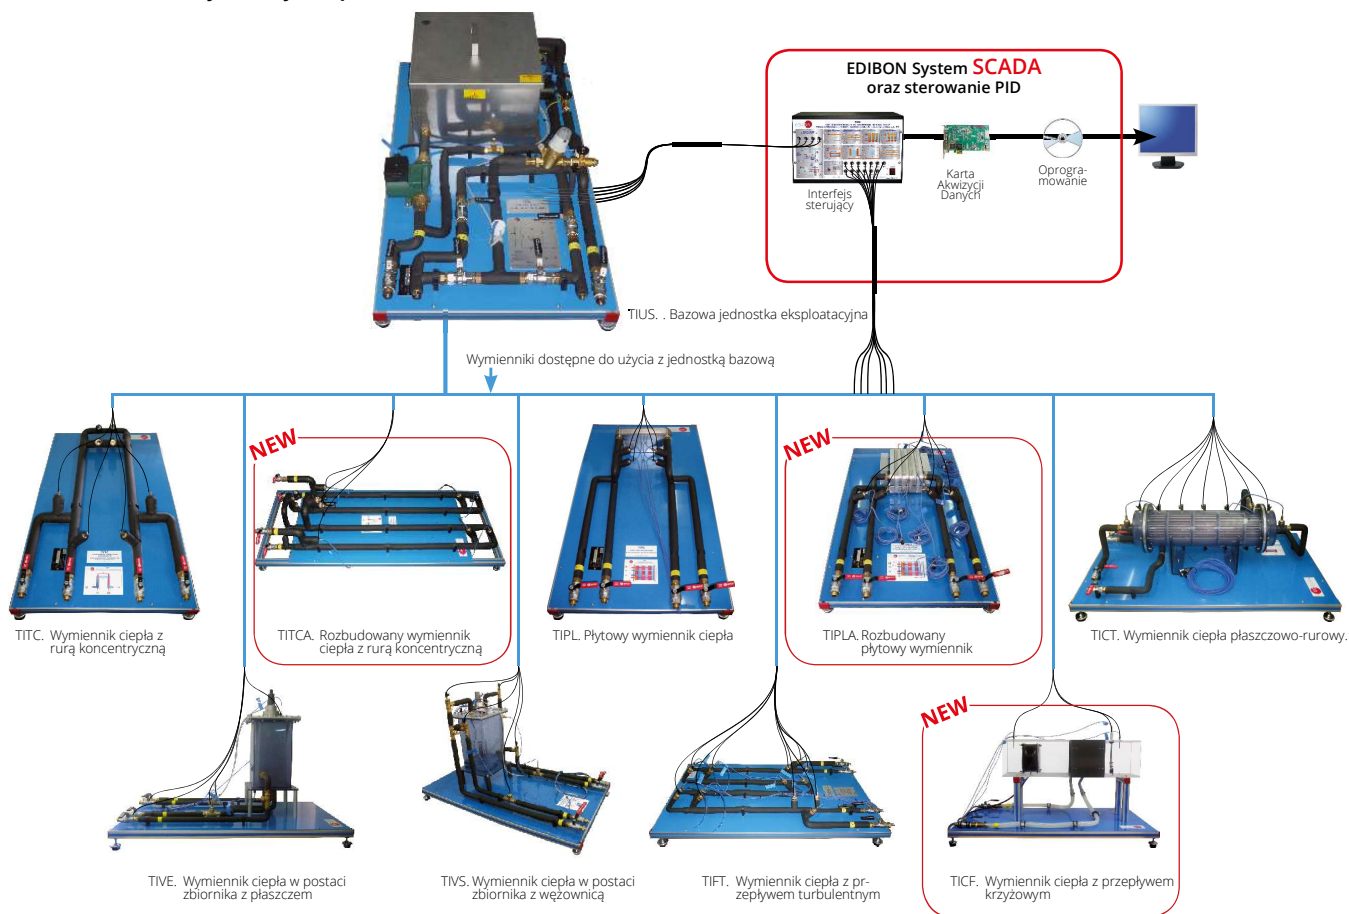 EDIBON System SCADA
oraz sterowanie PID
Interfejs
sterujący
Karta
Akwizycji
Danych
Oprogra-
mowanie
TIUS. . Bazowa jednostka eksploatacyjna
Wymienniki dostępne do użycia z jednostką bazową
NEW
NEW
TITC. Wymiennik ciepła z
rurą koncentryczną
TITCA. Rozbudowany wymiennik
ciepła z rurą koncentryczną
TIPL. Płytowy wymiennik ciepła
TIPLA. Rozbudowany
płytowy wymiennik
TICT. Wymiennik ciepła płaszczowo-rurowy.
NEW
TIVE. Wymiennik ciepła w postaci
zbiornika z płaszczem
TIVS. Wymiennik ciepła w postaci
zbiornika z wężownicą
TIFT. Wymiennik ciepła z pr-
zepływem turbulentnym
TICF. Wymiennik ciepła z przepływem
krzyżowym